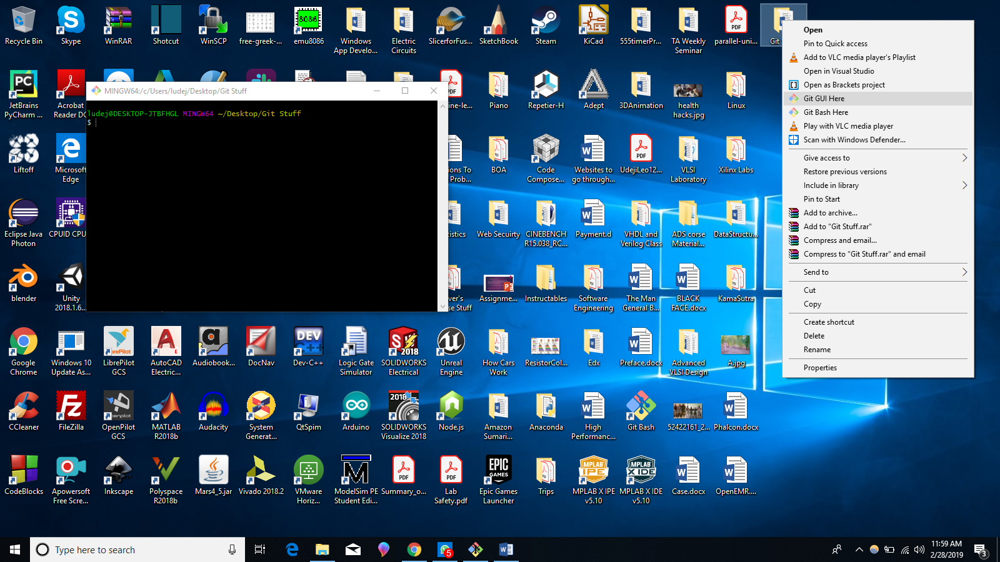 Recycle Bin
Skype
WinRAR
Shotcut
WinSCP
free-greek-...
8086
emu8086
Windows
App Develo...
Electric
Circuits
SlicerforFus...
SketchBook
Steam
KiCad
555timerPr...
TA Weekly
Seminar
PDF
parallel-uni...
Git
PC
JetBrains
PyCharm ...
Acrobat
Reader DC
MINGW64:/c/Users/ludej/Desktop/Git Stuff
ludej@DESKTOP-JTBFHGL MINGW64 ~/Desktop/Git Stuff
$
PDF
ine-le...
Piano
Repetier-H
Adept
3DAnimation
health
hacks.jpg
Linux
Liftoff
Microsoft
Edge
ions To
Prob...
BOA
Code
Compose...
Websites to
go through...
PDF
UdejiLeo12...
VLSI
Laboratory
Xilinx Labs
Eclipse Java
Photon
CPUID CPU
tistics
Web Secuirty
CINEBENCH
R15.038_RC...
Payment.d
VHDL and
Verilog Class
ADS corse
Material...
DataStructu...
blender
Unity
2018.1.6...
ver's
se Stuff
Assignme...
Instructables
Software
Engineering
The Man
General B...
BLACK
FACE.docx
KamaSutra
Google
Chrome
Windows 10
Update As...
LibrePilot
LibrePilot
GCS
AutoCAD
Electric...
Audiobook...
DocNav
DEV
C++
Dev-C++
Logic Gate
Simulator
2018
SOLIDWORKS
Electrical
Unreal
Engine
How Cars
Work
ResistorCol...
Edx
Preface.docx
Advanced
VLSI Design
A.jpg
CCleaner
Fz
FileZilla
openpilot
OpenPilot
GCS
MATLAB
R2018b
Audacity
System
Generat...
QtSpim
Arduino
2018
SOLIDWORKS
Visualize 2018
Node.js
Amazon
Sumari...
Anaconda
High
Performanc...
Git Bash
52422161_2...
Phalcon.docx
CodeBlocks
Apowersoft
Free Scre...
Inkscape
Polyspace
R2018b
Mars4_5.jar
Vivado 2018.2
VMware
Horiz...
ModelSim PE
Student Edi...
PDF
Summary_o...
PDF
Lab
Safety.pdf
EPIC
GAMES
Epic Games
Launcher
Trips
MPLAB X
IPE
MPLAB X IPE
v5.10
MPLAB X
IDE
MPLAB X IDE
v5.10
Case.docx
OpenEMR....
Open
Pin to Quick access
Add to VLC media player's Playlist
Open in Visual Studio
Open as Brackets project
Git GUI Here
Git Bash Here
Play with VLC media player
Scan with Windows Defender...
Give access to
Restore previous versions
Include in library
Pin to Start
Add to archive...
Add to "Git Stuff.rar"
Compress and email...
Compress to "Git Stuff.rar" and email
Send to
Cut
Copy
Create shortcut
Delete
Rename
Properties
Type here to search
5
11:59 AM
2/28/2019
3